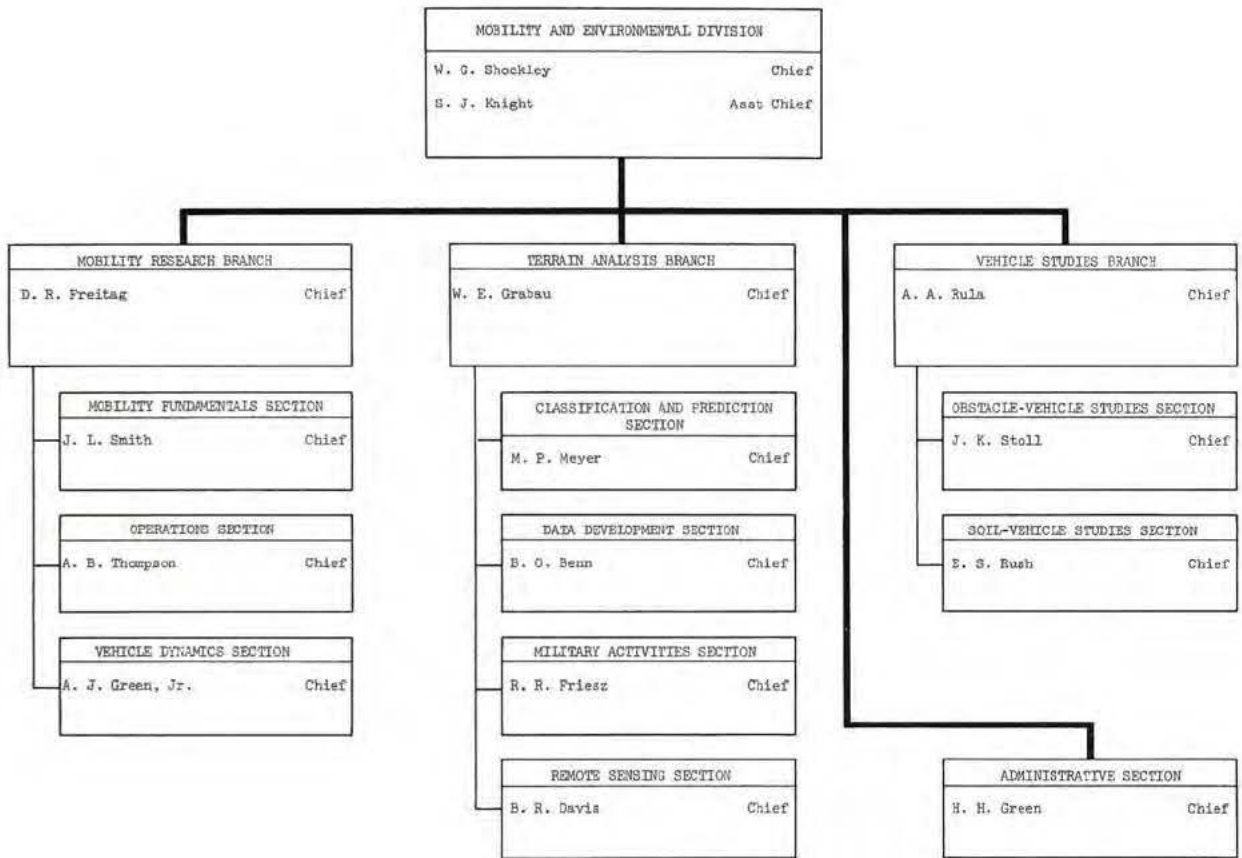 MOBILITY AND ENVIRONMENTAL DIVISION
W. G. Shockley Chief
S. J. Knight Asst Chief
MOBILITY RESEARCH BRANCH
D. R. Freitag Chief
MOBILITY FUNDAMENTALS SECTION
J. L. Smith Chief
OPERATIONS SECTION
A. B. Thompson Chief
VEHICLE DYNAMICS SECTION
A. J. Green, Jr. Chief
TERRAIN ANALYSIS BRANCH
W. E. Grabau Chief
CLASSIFICATION AND PREDICTION
SECTION
M. P. Meyer Chief
DATA DEVELOPMENT SECTION
B. O. Benn Chief
MILITARY ACTIVITIES SECTION
R. R. Friesz Chief
REMOTE SENSING SECTION
B. R. Davis Chief
VEHICLE STUDIES BRANCH
A. A. Rula Chief
OBSTACLE-VEHICLE STUDIES SECTION
J. K. Stoll Chief
SOIL-VEHICLE STUDIES SECTION
E. S. Rush Chief
ADMINISTRATIVE SECTION
H. H. Green Chief